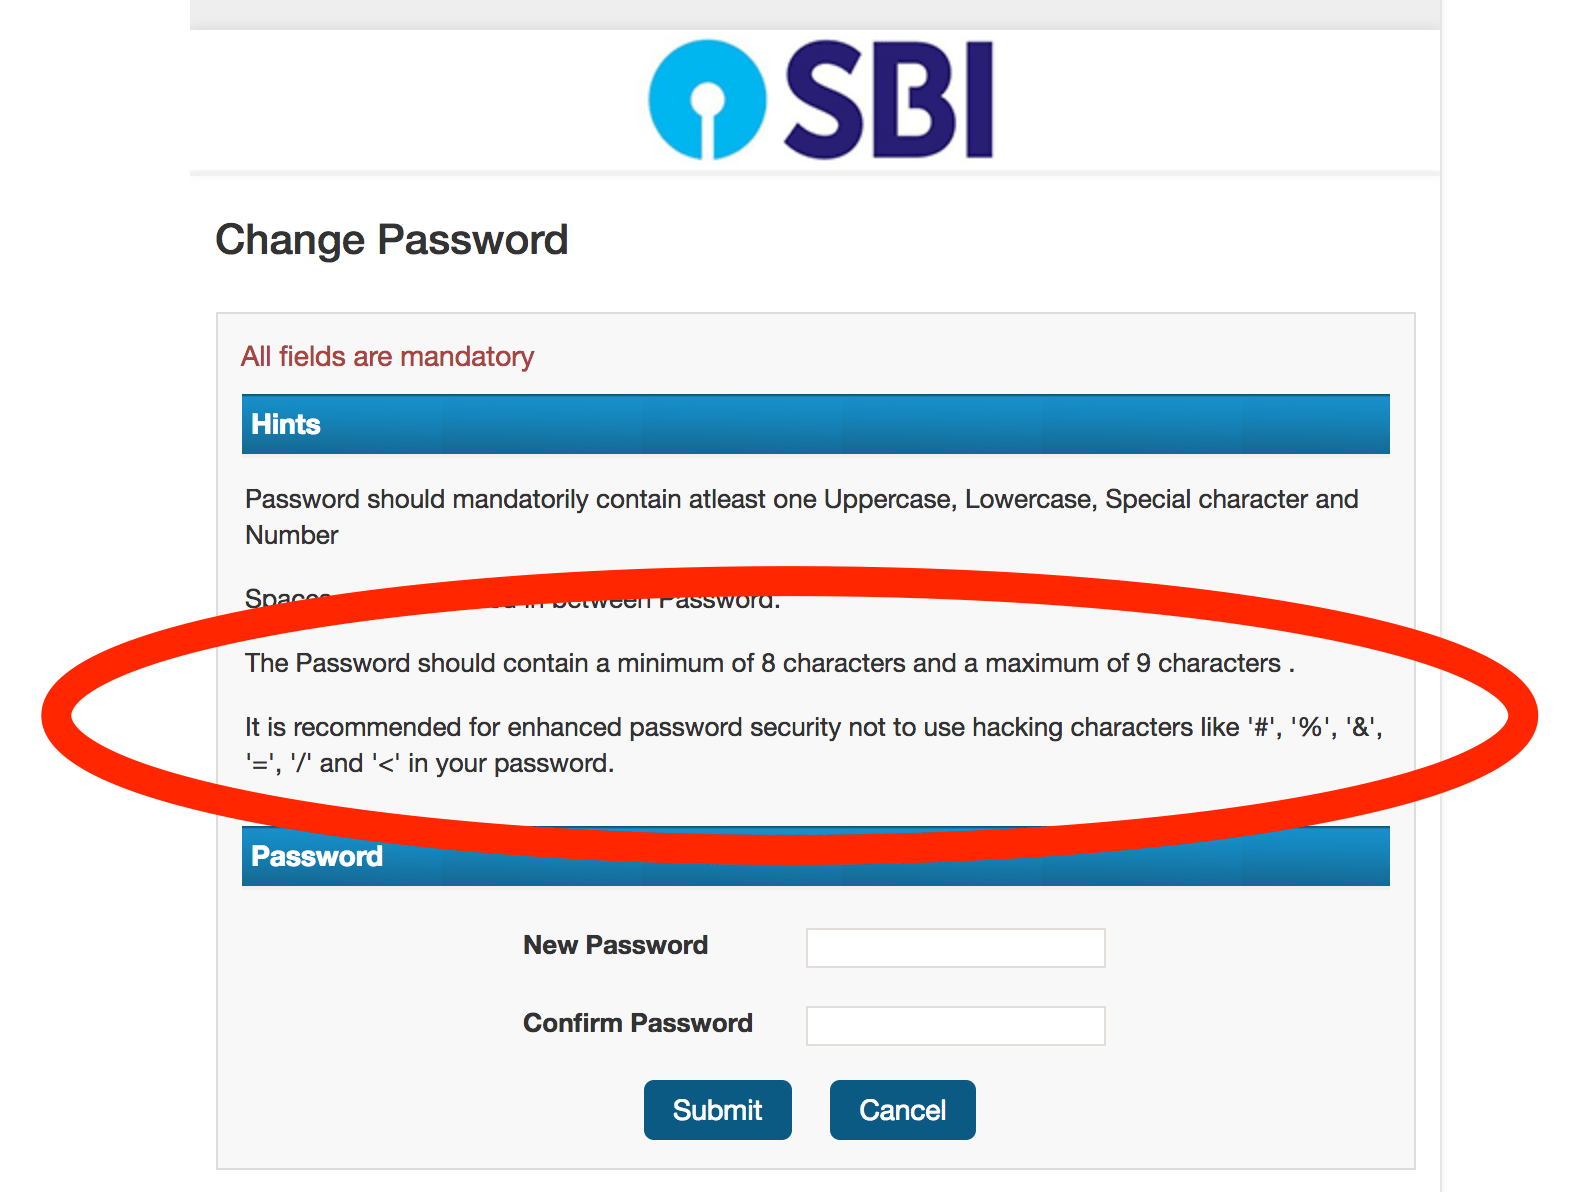 SBI
Change Password
All fields are mandatory
Hints
Password should mandatorily contain atleast one Uppercase, Lowercase, Special character and
Number
Spaces in between Password.
The Password should contain a minimum of 8 characters and a maximum of 9 characters .
It is recommended for enhanced password security not to use hacking characters like '#', '%', '&',
'=', '/' and '<' in your password.
Password
New Password
Confirm Password
Submit
Cancel